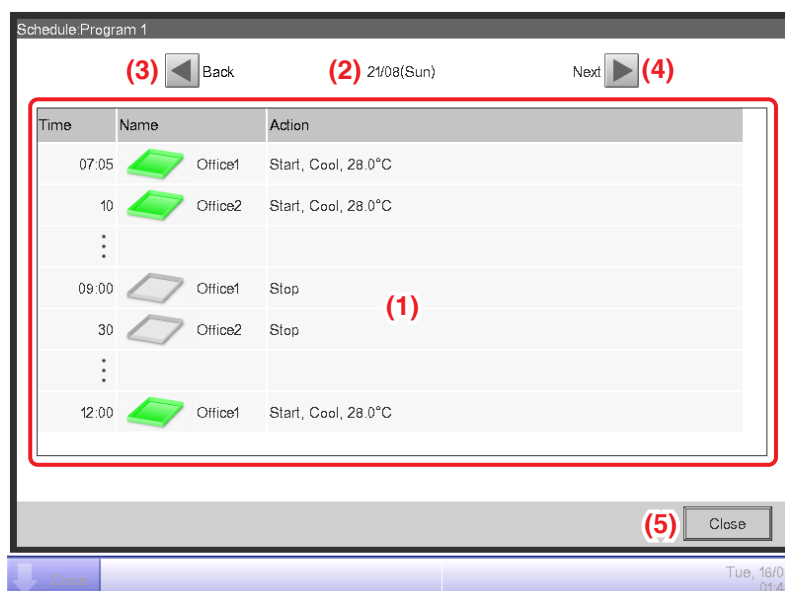 Schedule:Program 1
(3) Back (2) 21/08(Sun) Next (4)
Time Name Action
07:05 Office1 Start, Cool, 28.0°C
10 Office2 Start, Cool, 28.0°C
09:00 Office1 Stop
(1)
30 Office2 Stop
12:00 Office1 Start, Cool, 28.0°C
(5) Close
Tue, 16/0
01:4